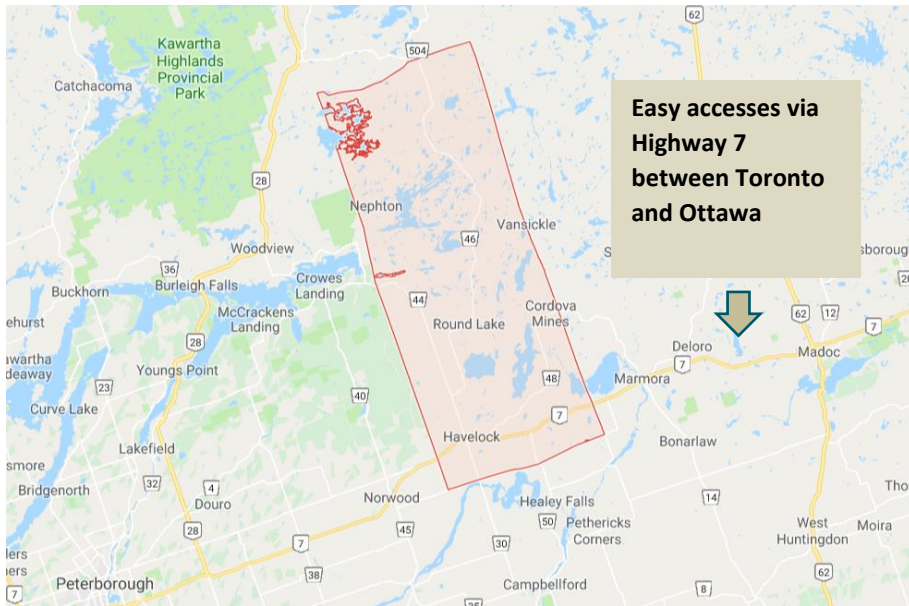 62
504
Kawartha
Highlands
Provincial
Park
Catchacoma
Easy accesses via
Highway 7
between Toronto
and Ottawa
28
Nephton
Vansickle
46
Woodview
36
Buckhorn
Burleigh Falls
Crowes
Landing
44
McCrackens
Landing
Cordova
Mines
Round Lake
62
12
7
28
Deloro
7
Madoc
Youngs Point
23
40
48
Marmora
Curve Lake
7
Havelock
Bonarlaw
Lakefield
Bridgenorth
32
4
Douro
Norwood
Healey Falls
14
28
45
50
Pethericks
Corners
West
Huntingdon
Moira
7
30
38
62
Peterborough
7
Campbellford
8
35